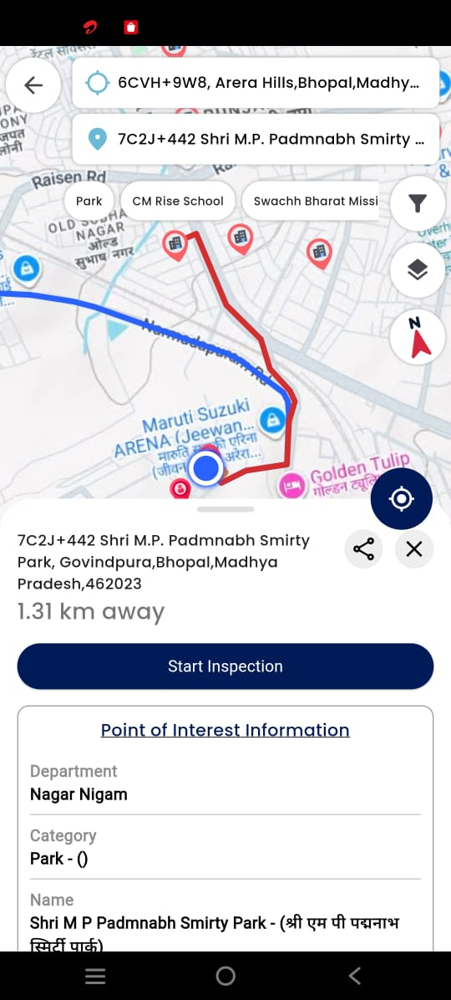 6CVH+9W8, Arera Hills,Bhopal,Madhy...
7C2J+442 Shri M.P. Padmnabh Smirty ...
Raisen Rd
Park
CM Rise School
Swachh Bharat Missi
OLD
NAGAR
ओल्ड
सुभाष नगर
Narmadapuram Rd
Maruti Suzuki
ARENA (Jeewan...
मारुति
एरिना
(जीवन
अरेरा...
Golden Tulip
गोल्डन
N
7C2J+442 Shri M.P. Padmnabh Smirty
Park, Govindpura,Bhopal,Madhya
Pradesh,462023
1.31 km away
Start Inspection
Point of Interest Information
Department
Nagar Nigam
Category
Park - ()
Name
Shri M P Padmnabh Smirty Park - (श्री एम पी पद्मनाभ
स्मिर्टी पार्क)